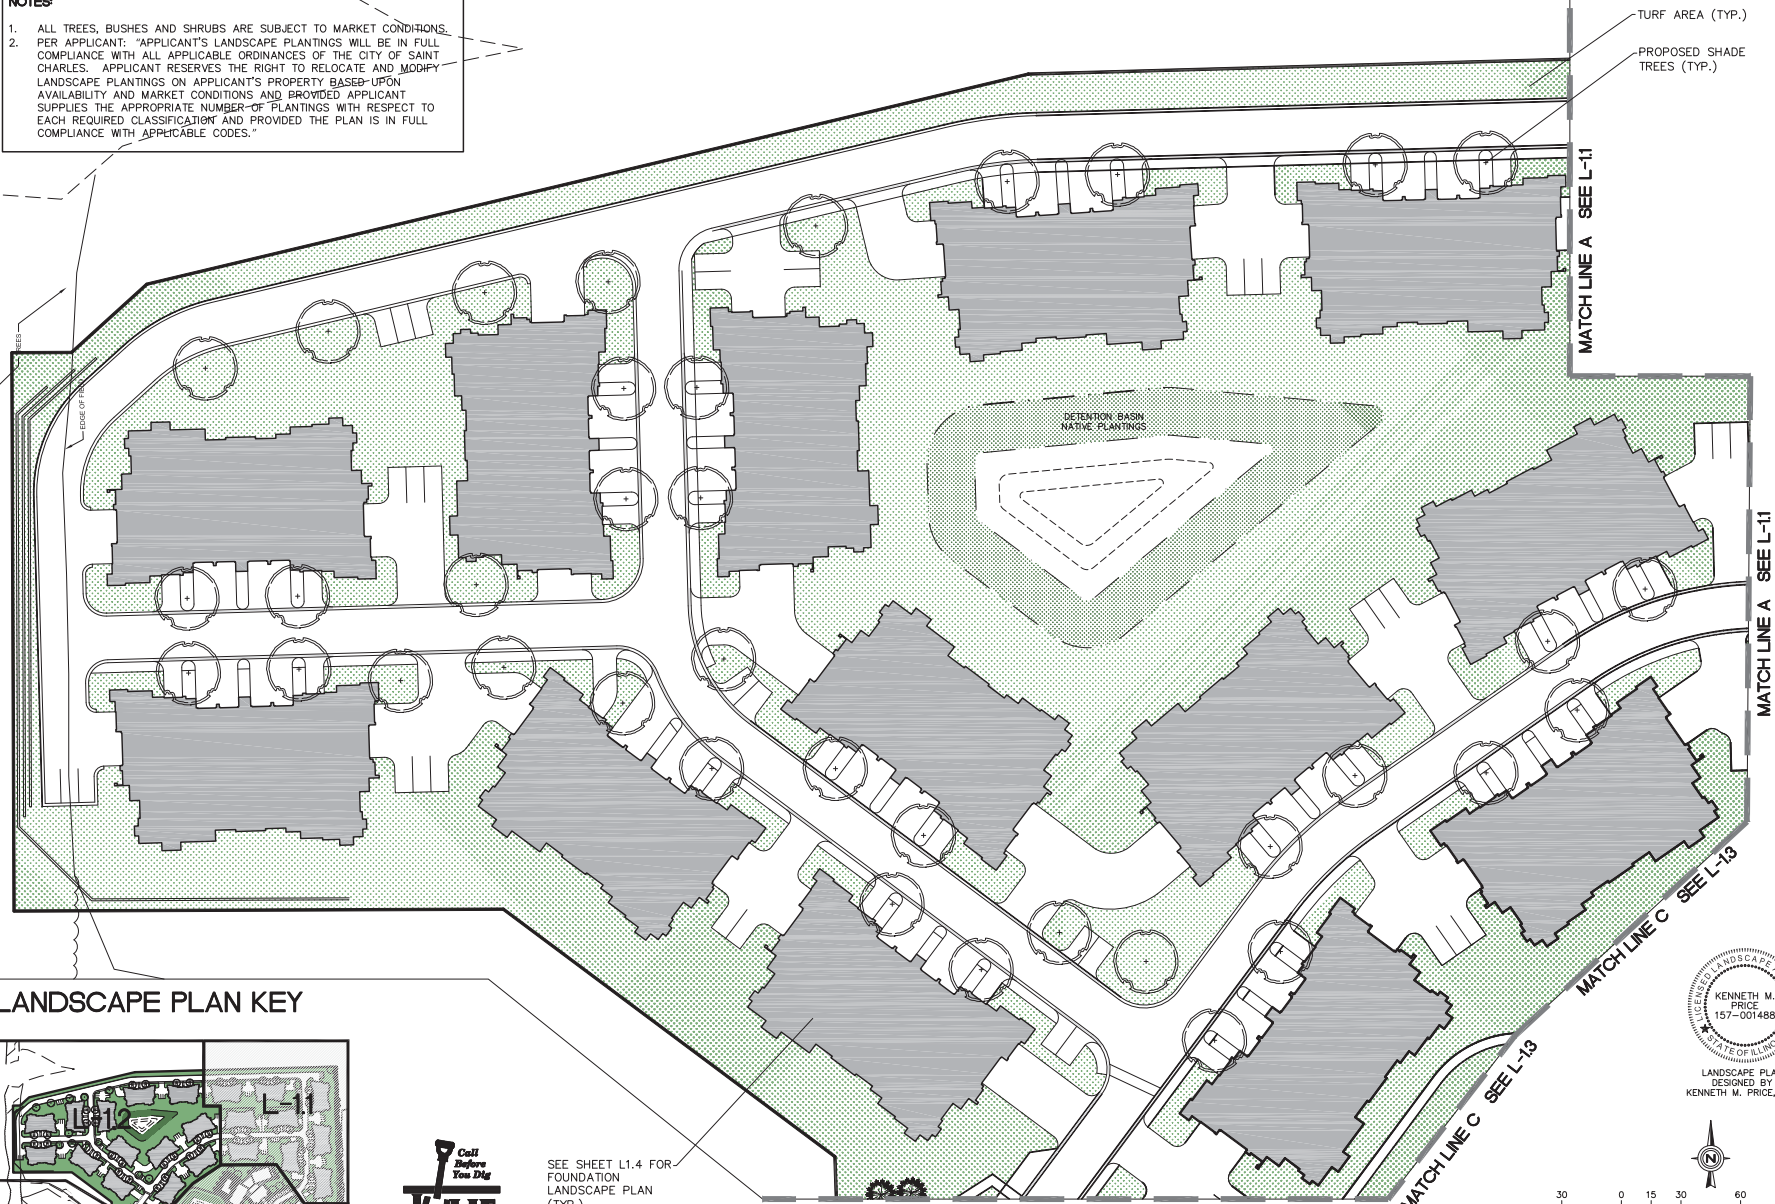 NOTES:
1. ALL TREES, BUSHES AND SHRUBS ARE SUBJECT TO MARKET CONDITIONS.
2. PER APPLICANT: "APPLICANT'S LANDSCAPE PLANTINGS WILL BE IN FULL
COMPLIANCE WITH ALL APPLICABLE ORDINANCES OF THE CITY OF SAINT
CHARLES. APPLICANT RESERVES THE RIGHT TO RELOCATE AND MODIFY
LANDSCAPE PLANTINGS ON APPLICANT'S PROPERTY BASED UPON
AVAILABILITY AND MARKET CONDITIONS AND PROVIDED APPLICANT
SUPPLIES THE APPROPRIATE NUMBER OF PLANTINGS WITH RESPECT TO
EACH REQUIRED CLASSIFICATION AND PROVIDED THE PLAN IS IN FULL
COMPLIANCE WITH APPLICABLE CODES."
TURF AREA (TYP.)
PROPOSED SHADE
TREES (TYP.)
MATCH LINE A SEE L-1.1
EDGE OF
DETENTION BASIN
NATIVE PLANTINGS
MATCH LINE A SEE L-1.1
MATCH LINE C SEE L-1.3
MATCH LINE C SEE L-1.3
LANDSCAPE PLAN KEY
L-1.2
L-1.1
Call
Before
You Dig
SEE SHEET L1.4 FOR
FOUNDATION
LANDSCAPE PLAN
(TYP.)
LICENSED LANDSCAPE
KENNETH M.
PRICE
157-001488
STATE OF ILLINO
LANDSCAPE PLA
DESIGNED BY
KENNETH M. PRICE,
N
30 0 15 30 60